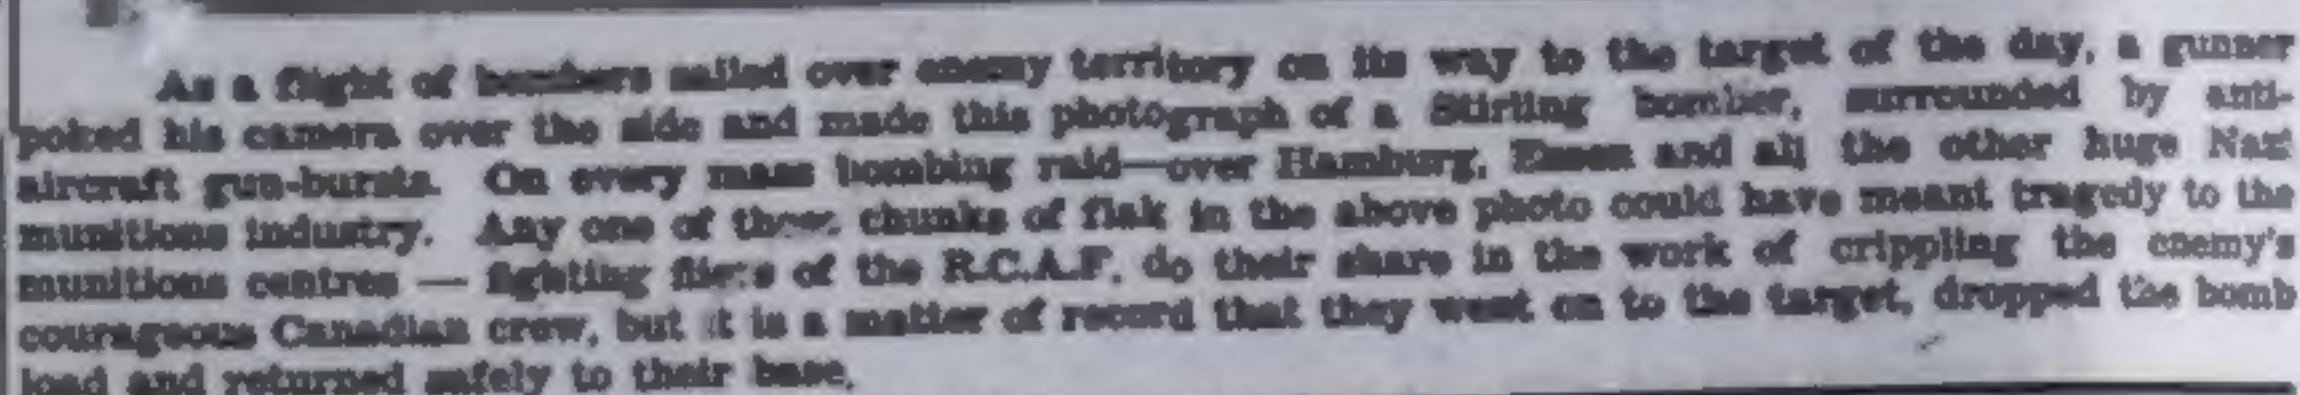 As a flight of bombers sailed over enemy territory on its way to the target of the day, a gunner
poked his camera over the side and made this photograph of a Stirling bomber, surrounded by anti-
aircraft gun-bursts. On every mass bombing raid—over Hamburg, Essen and all the other huge Nazi
munitions industry. Any one of those chunks of flak in the above photo could have meant tragedy to the
munitions centres — fighting fliers of the R.C.A.F. do their share in the work of crippling the enemy's
courageous Canadian crew, but it is a matter of record that they went on to the target, dropped the bomb
load and returned safely to their base.